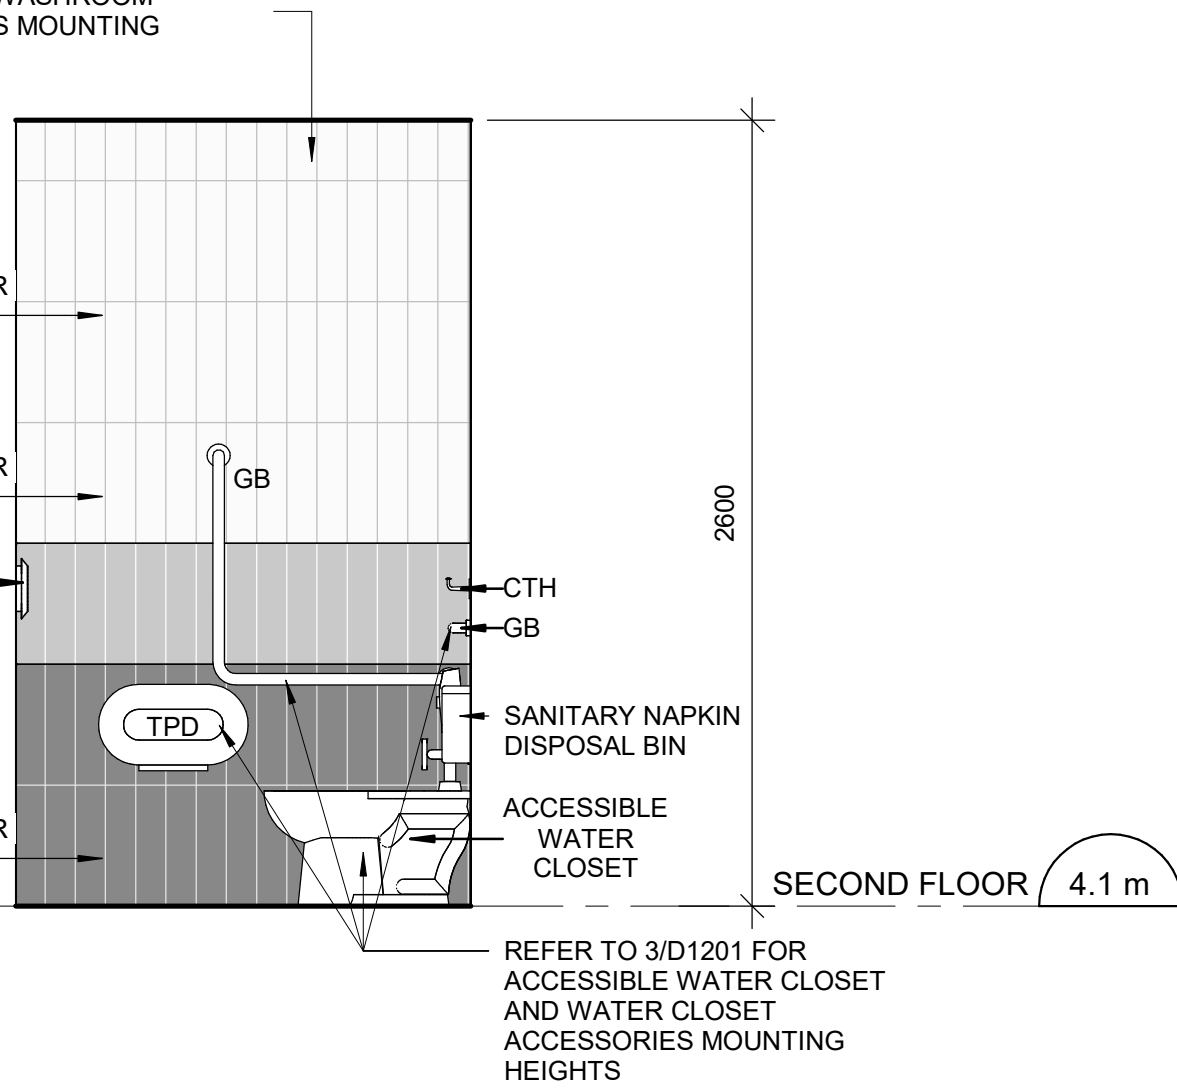 S MOUNTING
R
GB
R
2600
CTH
GB
TPD
SANITARY NAPKIN
DISPOSAL BIN
ACCESSIBLE
WATER
CLOSET
R
SECOND FLOOR
4.1 m
REFER TO 3/D1201 FOR
ACCESSIBLE WATER CLOSET
AND WATER CLOSET
ACCESSORIES MOUNTING
HEIGHTS